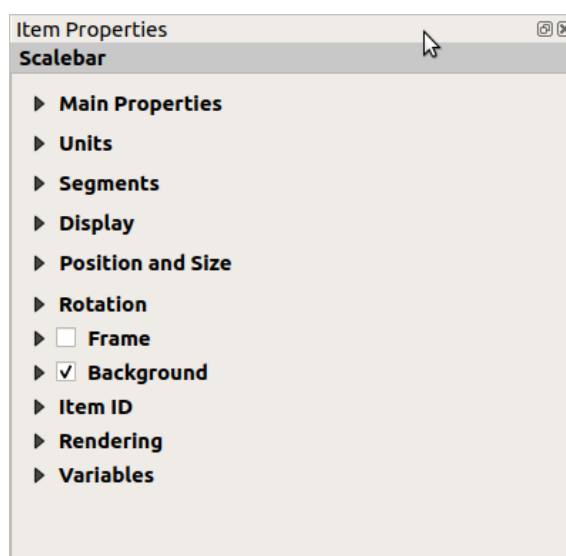 Item Properties
Scalebar
Main Properties
Units
Segments
Display
Position and Size
Rotation
Frame
Background
Item ID
Rendering
Variables